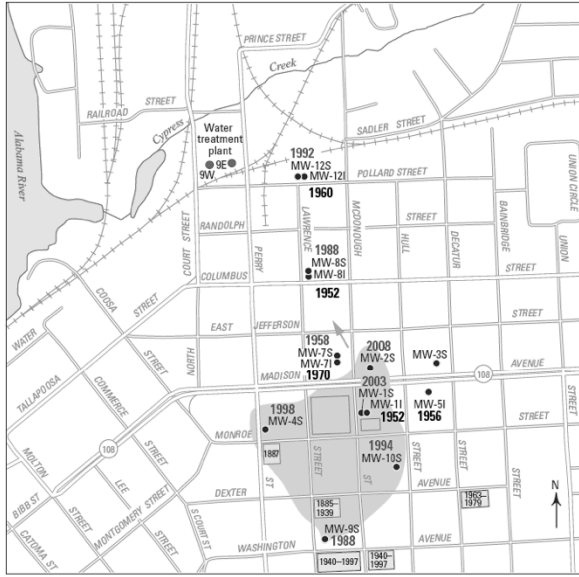 PRINCE STREET
Creek
RAILROAD STREET
Cypress
SADLER STREET
Alabama River
Water
treatment
plant
9E
9W
1992
MW-12S
MW-12I
1960
POLLARD STREET
UNION CIRCLE
COURT STREET
RANDOLPH STREET
PERRY
LAWRENCE
MCDONOUGH
HULL
DECATUR
BAINBRIDGE
UNION
1988
MW-8S
MW-8I
1952
COLUMBUS STREET
COOSA STREET
WATER STREET
NORTH
EAST JEFFERSON STREET
1958
MW-7S
MW-7I
1970
2008
MW-2S
MW-3S
MADISON AVENUE
108
TALLAPOOSA
COMMERCE STREET
2003
MW-1S
MW-1I
1952
MW-5I
1956
1998
MW-4S
MONROE STREET
108
1887
STREET
ST
ST
1994
MW-10S
STREET
STREET
STREET
STREET
MOLTON STREET
LEE STREET
BIBB ST
MONTGOMERY STREET
S COURT ST
DEXTER AVENUE
1885–
1939
1963–
1979
N
CATOMA ST
MW-9S
1988
WASHINGTON AVENUE
1940–1997
1940–
1997